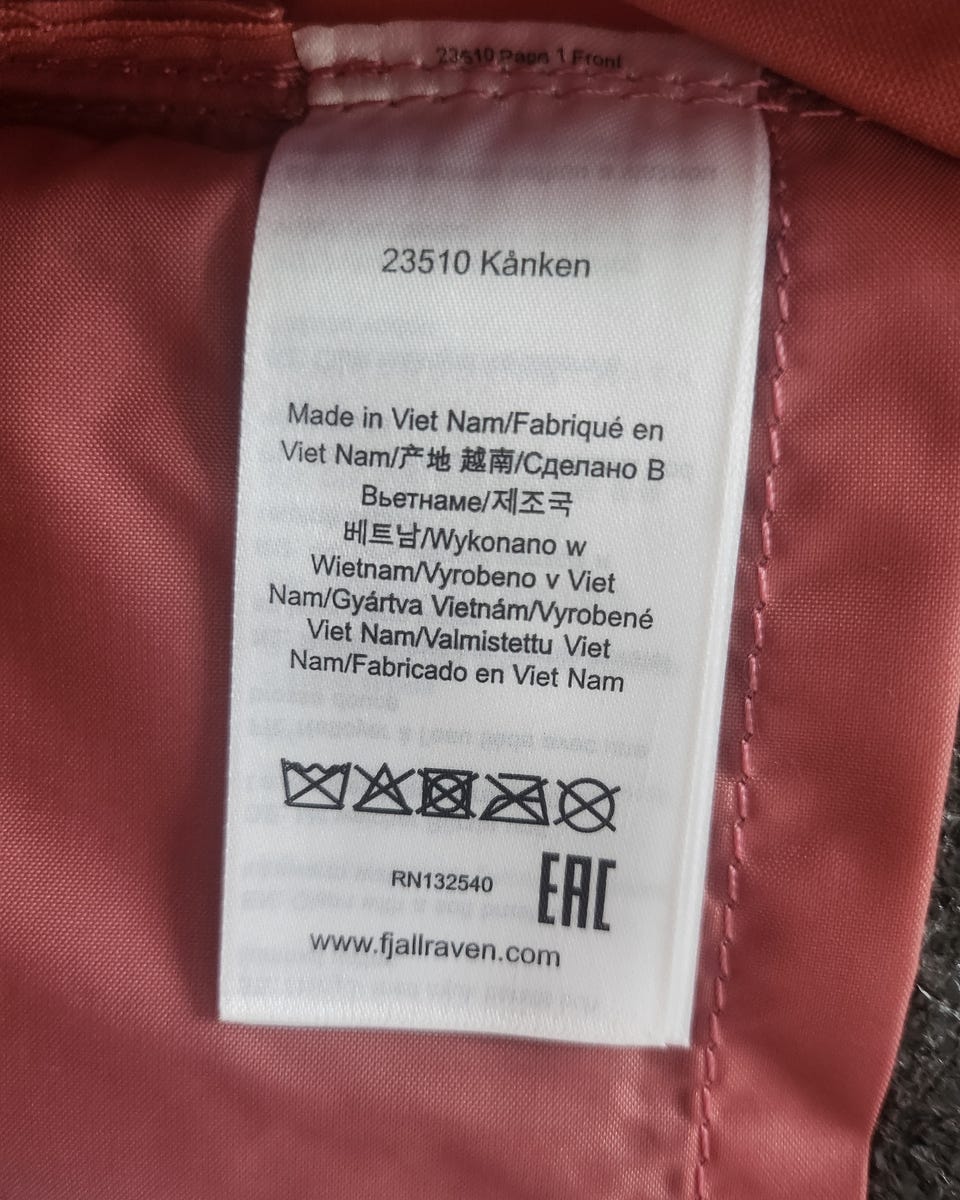 23510 Page 1 Front
23510 Kånken
Made in Viet Nam/Fabriqué en
Viet Nam/产地 越南/Сделано В
Вьетнаме/제조국
베트남/Wykonano w
Wietnam/Vyrobeno v Viet
Nam/Gyártva Vietnám/Vyrobené
Viet Nam/Valmistettu Viet
Nam/Fabricado en Viet Nam
RN132540
EAC
www.fjallraven.com